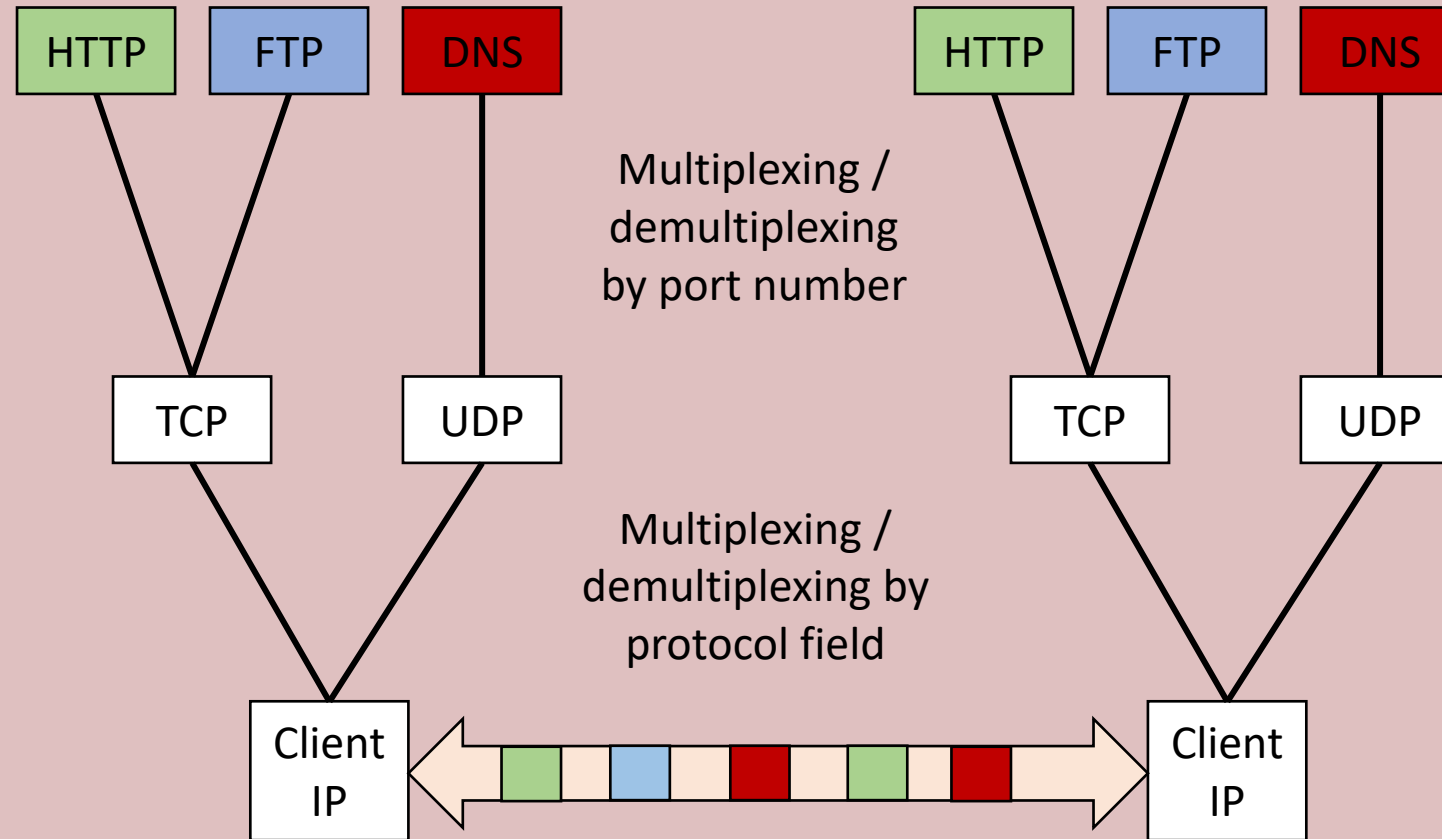 HTTP FTP DNS HTTP FTP DNS
Multiplexing /
demultiplexing
by port number
TCP UDP TCP UDP
Multiplexing /
demultiplexing by
protocol field
Client
IP
Client
IP